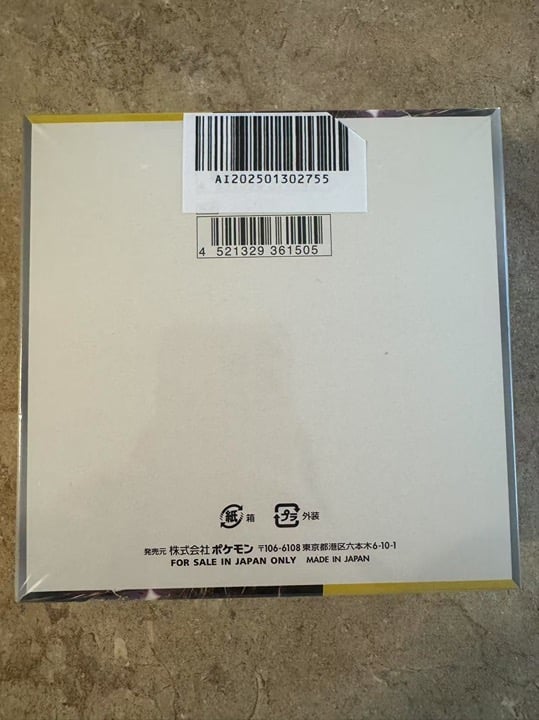 AI202501302755
4 521329 361505
紙 箱 プラ 外装
発売元 株式会社 ポケモン 〒106-6108 東京都港区六本木6-10-1
FOR SALE IN JAPAN ONLY MADE IN JAPAN